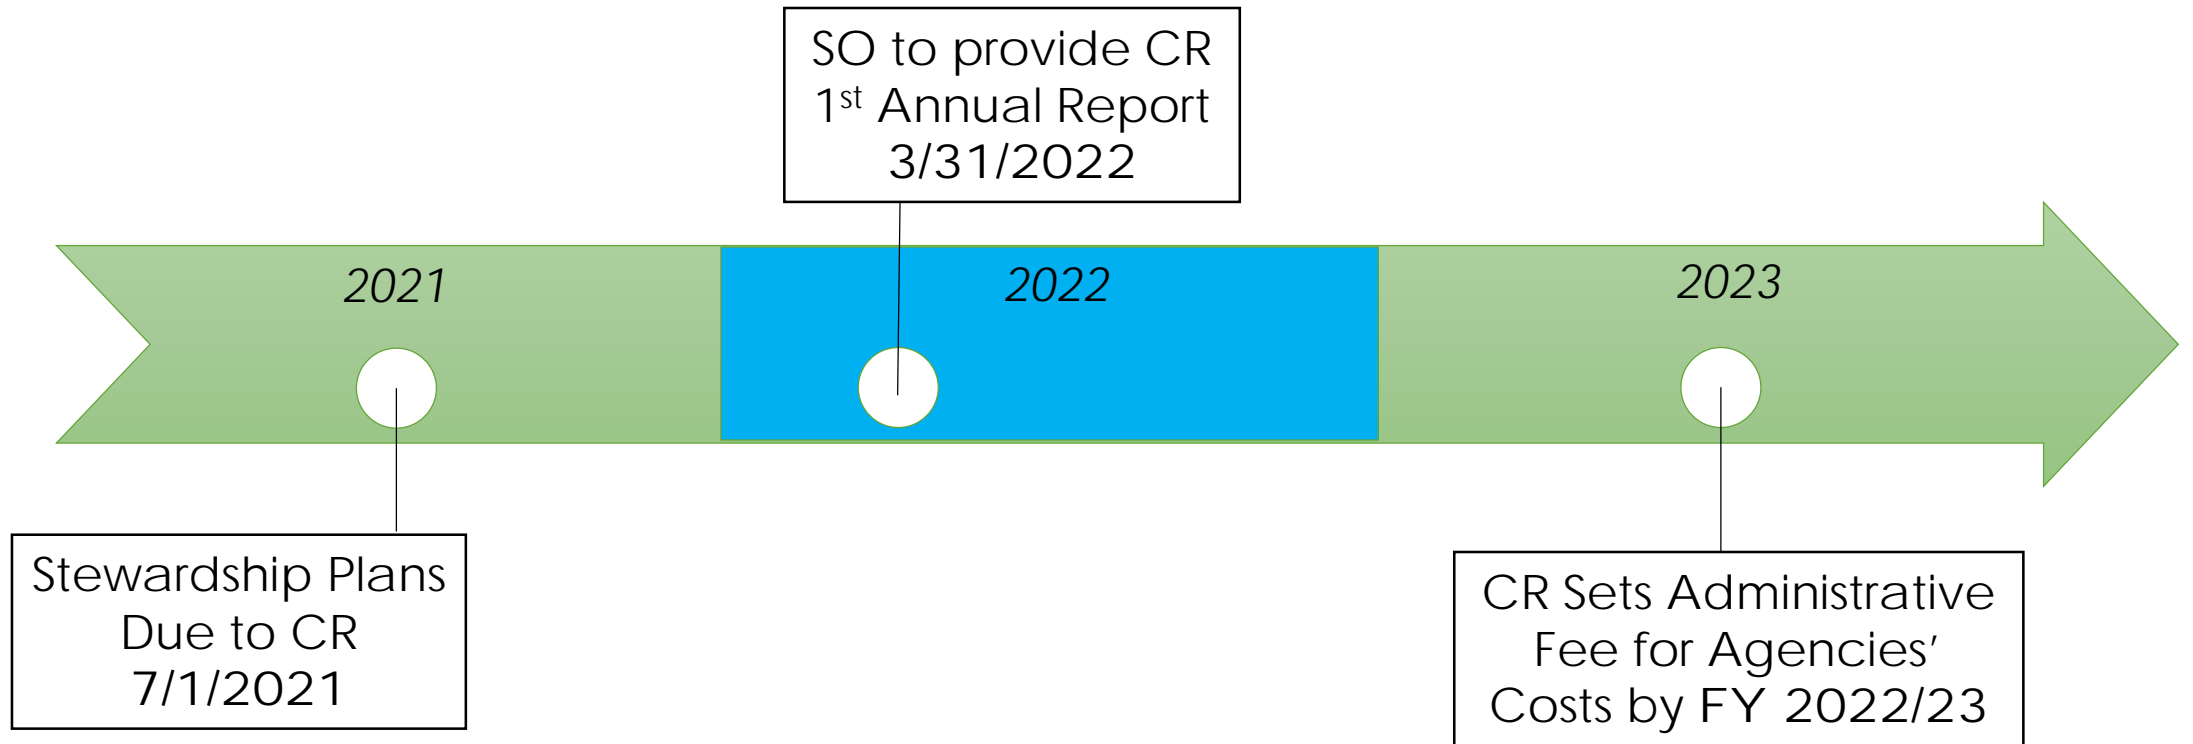 SO to provide CR
1st Annual Report
3/31/2022
2021
2022
2023
Stewardship Plans
Due to CR
7/1/2021
CR Sets Administrative
Fee for Agencies’
Costs by FY 2022/23